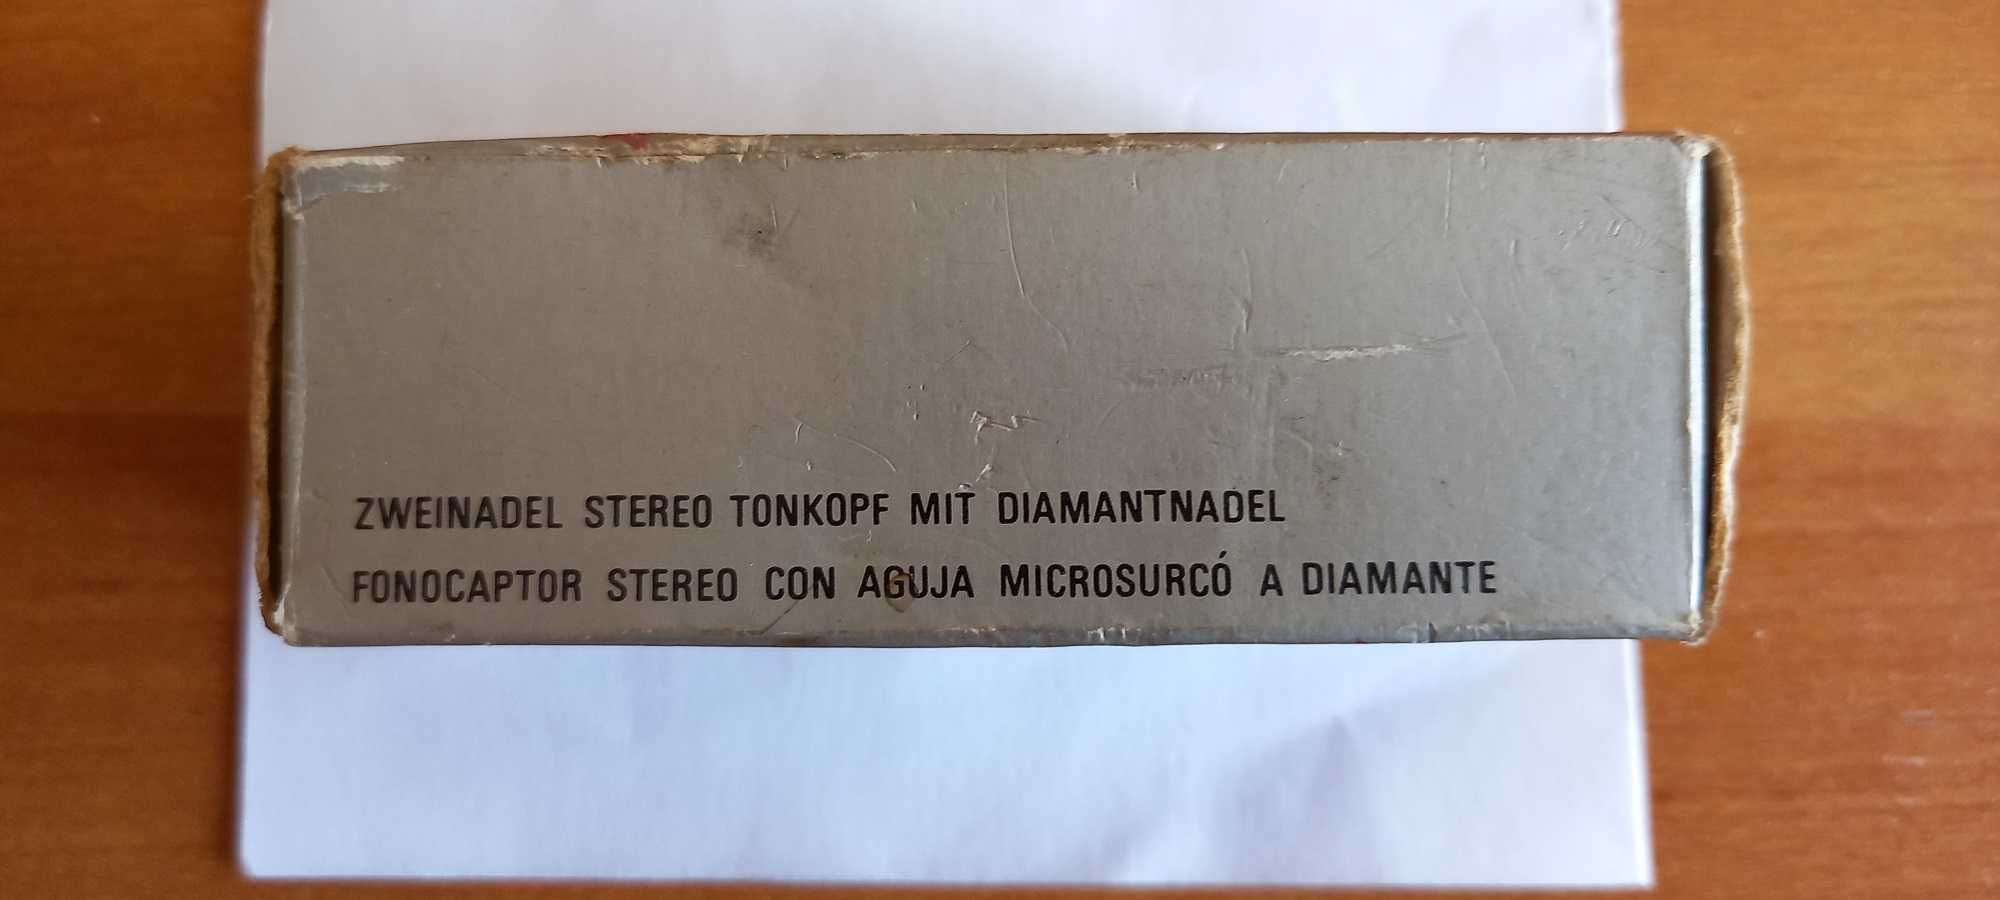 ZWEINADEL STEREO TONKOPF MIT DIAMANTNADEL
FONOCAPTOR STEREO CON AGUJA MICROSURCÓ A DIAMANTE